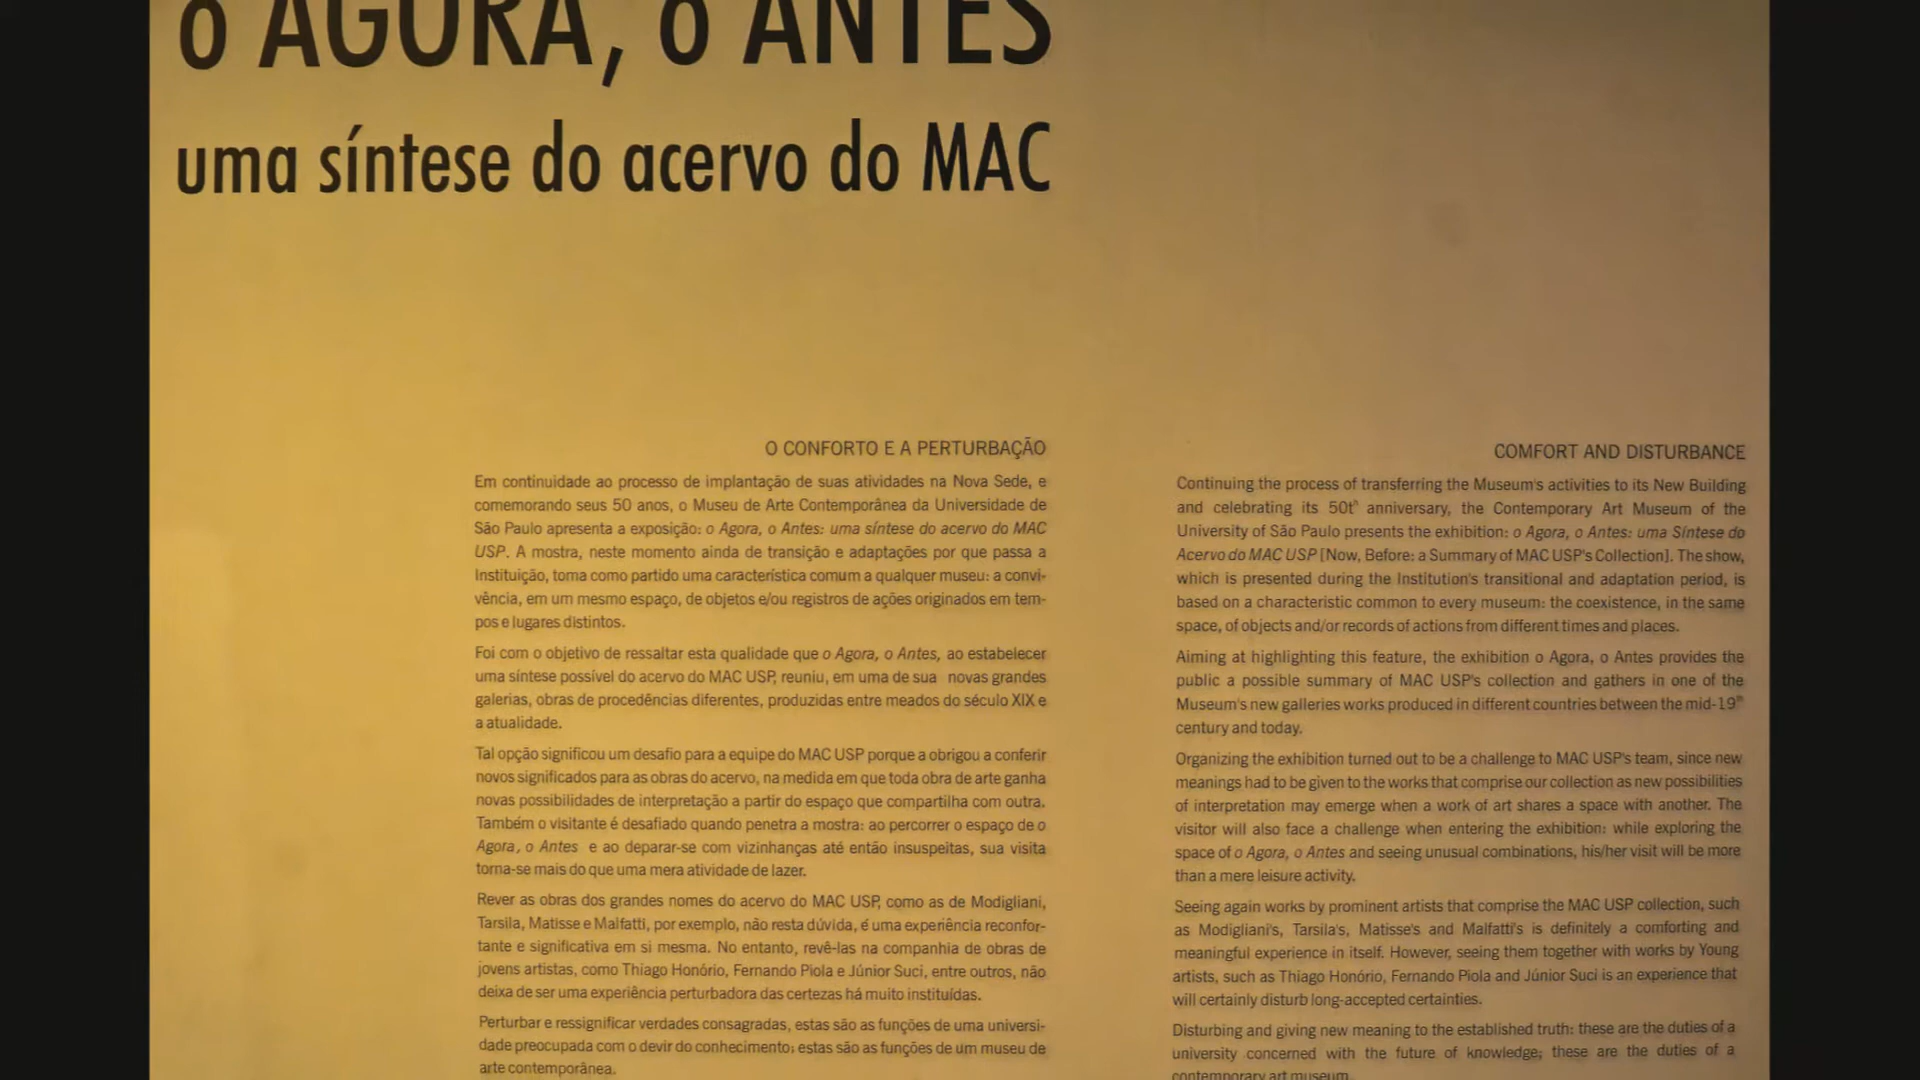 o AGORA, o ANTES
uma síntese do acervo do MAC
O CONFORTO E A PERTURBAÇÃO
Em continuidade ao processo de implantação de suas atividades na Nova Sede, e
comemorando seus 50 anos, o Museu de Arte Contemporânea da Universidade de
São Paulo apresenta a exposição: o Agora, o Antes: uma síntese do acervo do MAC
USP. A mostra, neste momento ainda de transição e adaptações por que passa a
Instituição, toma como partido uma característica comum a qualquer museu: a convi-
vência, em um mesmo espaço, de objetos e/ou registros de ações originados em tem-
pos e lugares distintos.
Foi com o objetivo de ressaltar esta qualidade que o Agora, o Antes, ao estabelecer
uma síntese possível do acervo do MAC USP, reuniu, em uma de sua novas grandes
galerias, obras de procedências diferentes, produzidas entre meados do século XIX e
a atualidade.
Tal opção significou um desafio para a equipe do MAC USP porque a obrigou a conferir
novos significados para as obras do acervo, na medida em que toda obra de arte ganha
novas possibilidades de interpretação a partir do espaço que compartilha com outra.
Também o visitante é desafiado quando penetra a mostra: ao percorrer o espaço de o
Agora, o Antes e ao deparar-se com vizinhanças até então insuspeitas, sua visita
torna-se mais do que uma mera atividade de lazer.
Rever as obras dos grandes nomes do acervo do MAC USP, como as de Modigliani,
Tarsila, Matisse e Malfatti, por exemplo, não resta dúvida, é uma experiência reconfor-
tante e significativa em si mesma. No entanto, revê-las na companhia de obras de
jovens artistas, como Thiago Honório, Fernando Piola e Júnior Suci, entre outros, não
deixa de ser uma experiência perturbadora das certezas há muito instituídas.
Perturbar e ressignificar verdades consagradas, estas são as funções de uma universi-
dade preocupada com o devir do conhecimento; estas são as funções de um museu de
arte contemporânea.
COMFORT AND DISTURBANCE
Continuing the process of transferring the Museum's activities to its New Building
and celebrating its 50tʰ anniversary, the Contemporary Art Museum of the
University of São Paulo presents the exhibition: o Agora, o Antes: uma Síntese do
Acervo do MAC USP [Now, Before: a Summary of MAC USP's Collection]. The show,
which is presented during the Institution's transitional and adaptation period, is
based on a characteristic common to every museum: the coexistence, in the same
space, of objects and/or records of actions from different times and places.
Aiming at highlighting this feature, the exhibition o Agora, o Antes provides the
public a possible summary of MAC USP's collection and gathers in one of the
Museum's new galleries works produced in different countries between the mid-19ᵗʰ
century and today.
Organizing the exhibition turned out to be a challenge to MAC USP's team, since new
meanings had to be given to the works that comprise our collection as new possibilities
of interpretation may emerge when a work of art shares a space with another. The
visitor will also face a challenge when entering the exhibition: while exploring the
space of o Agora, o Antes and seeing unusual combinations, his/her visit will be more
than a mere leisure activity.
Seeing again works by prominent artists that comprise the MAC USP collection, such
as Modigliani's, Tarsila's, Matisse's and Malfatti's is definitely a comforting and
meaningful experience in itself. However, seeing them together with works by Young
artists, such as Thiago Honório, Fernando Piola and Júnior Suci is an experience that
will certainly disturb long-accepted certainties.
Disturbing and giving new meaning to the established truth: these are the duties of a
university concerned with the future of knowledge; these are the duties of a
contemporary art museum.